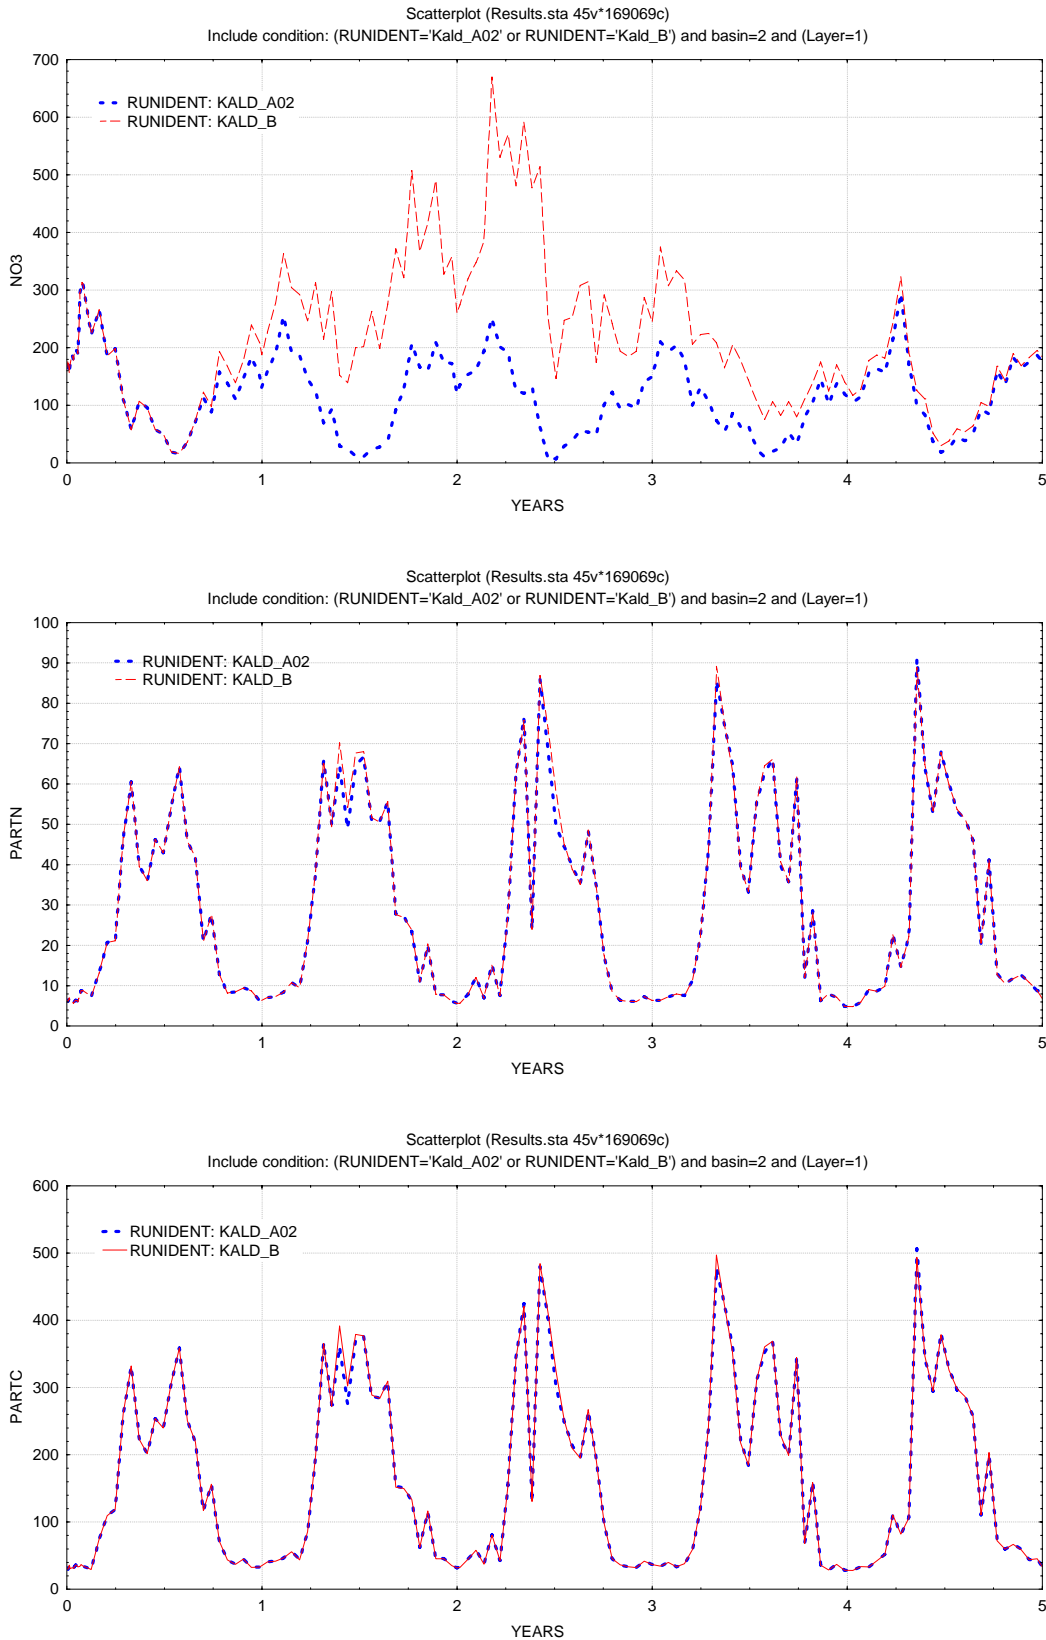 Scatterplot (Results.sta 45v*169069c)
Include condition: (RUNIDENT='Kald_A02' or RUNIDENT='Kald_B') and basin=2 and (Layer=1)
700
600
500
400
300
200
100
0
NO3
RUNIDENT: KALD_A02
RUNIDENT: KALD_B
0 1 2 3 4 5
YEARS
Scatterplot (Results.sta 45v*169069c)
Include condition: (RUNIDENT='Kald_A02' or RUNIDENT='Kald_B') and basin=2 and (Layer=1)
100
90
80
70
60
50
40
30
20
10
0
PARTN
RUNIDENT: KALD_A02
RUNIDENT: KALD_B
0 1 2 3 4 5
YEARS
Scatterplot (Results.sta 45v*169069c)
Include condition: (RUNIDENT='Kald_A02' or RUNIDENT='Kald_B') and basin=2 and (Layer=1)
600
500
400
300
200
100
0
PARTC
RUNIDENT: KALD_A02
RUNIDENT: KALD_B
0 1 2 3 4 5
YEARS